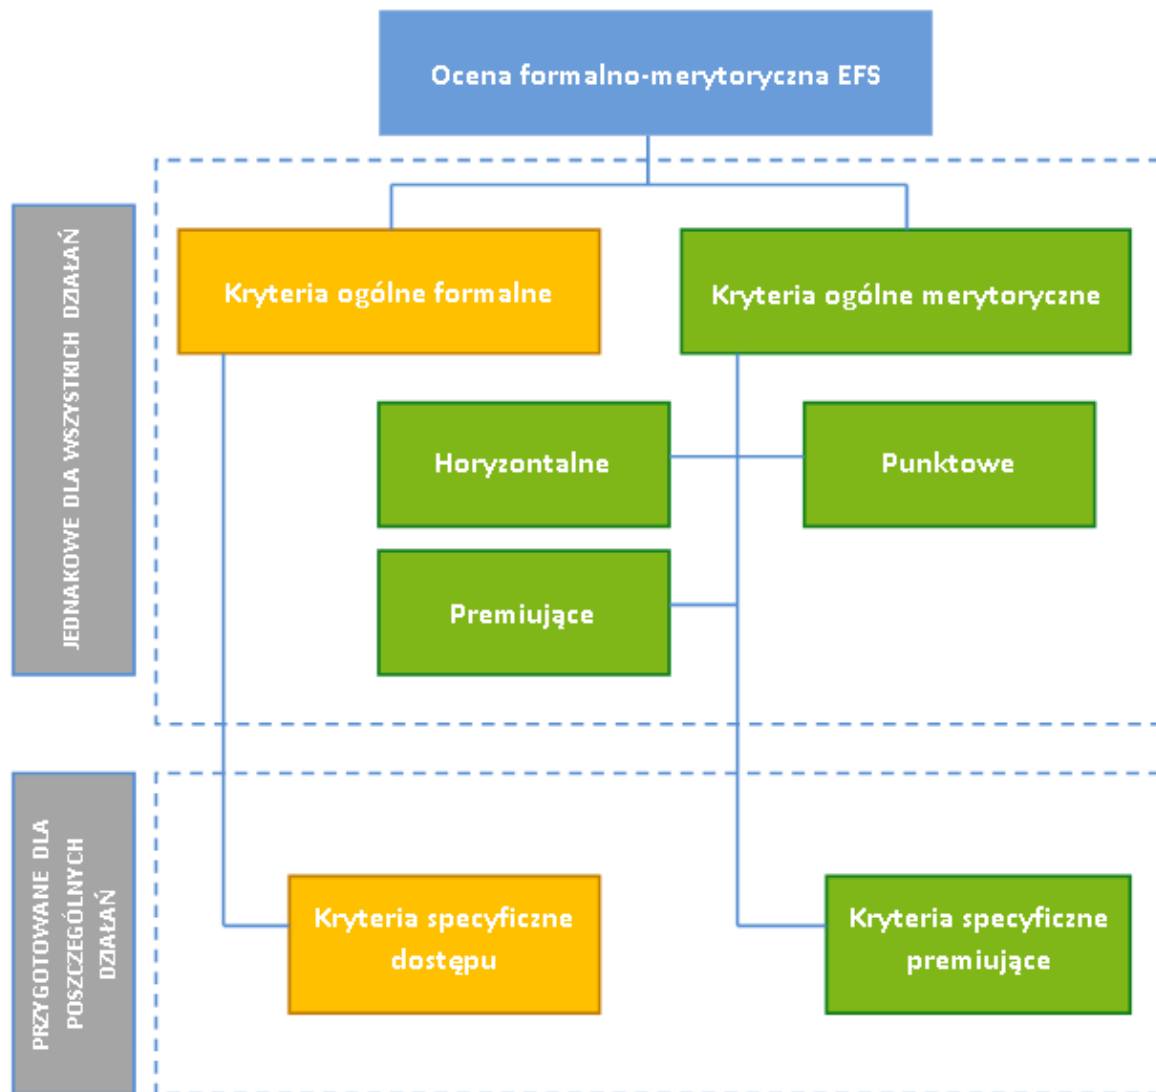 Ocena formalno-merytoryczna EFS
JEDNAKOWE DLA WSZYSTKICH DZIAŁAŃ
Kryteria ogólne formalne
Kryteria ogólne merytoryczne
Horyzontalne
Punktowe
Premiujące
PRZYGOTOWANE DLA
POSZCZEGÓLNYCH
DZIAŁAŃ
Kryteria specyficzne
dostępu
Kryteria specyficzne
premiujące